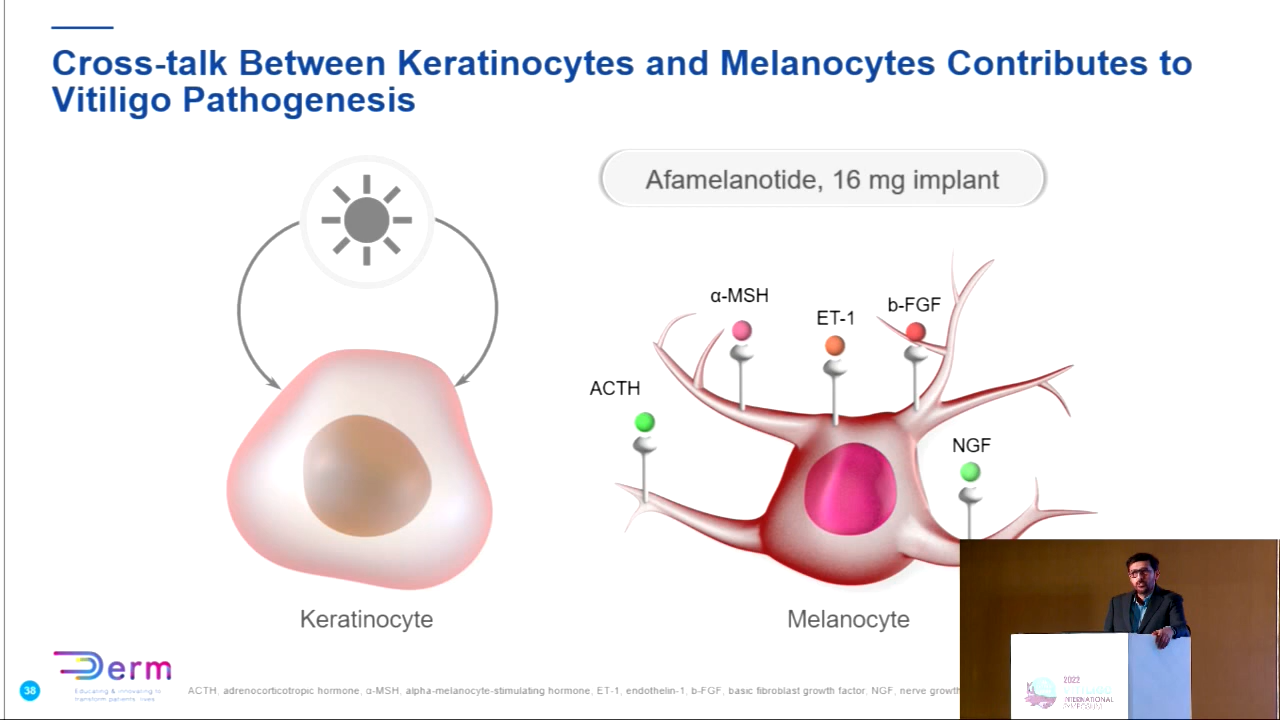 Cross-talk Between Keratinocytes and Melanocytes Contributes to
Vitiligo Pathogenesis
Afamelanotide, 16 mg implant
α-MSH
ET-1
b-FGF
ACTH
NGF
Keratinocyte
Melanocyte
Derm
Educating & innovating to
transform patients' lives
38
ACTH, adrenocorticotropic hormone, α-MSH, alpha-melanocyte-stimulating hormone, ET-1, endothelin-1, b-FGF, basic fibroblast growth factor, NGF, nerve growth
2022
VITILIGO
INTERNATIONAL
SYMPOSIUM